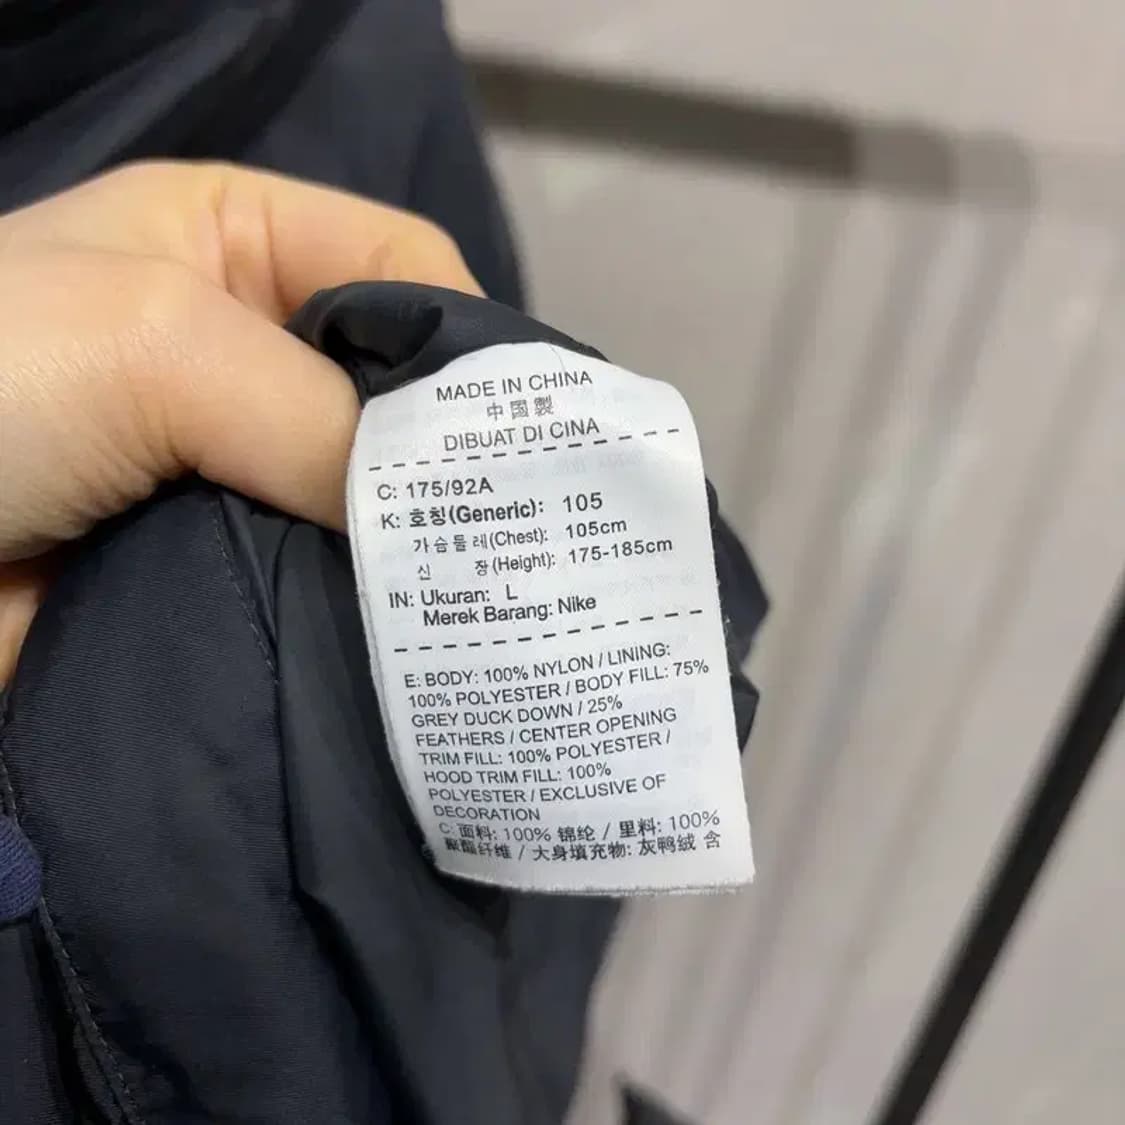 MADE IN CHINA
中国製
DIBUAT DI CINA
C: 175/92A
K: 호칭(Generic): 105
가슴둘레(Chest): 105cm
신 장(Height): 175-185cm
IN: Ukuran: L
Merek Barang: Nike
E: BODY: 100% NYLON / LINING:
100% POLYESTER / BODY FILL: 75%
GREY DUCK DOWN / 25%
FEATHERS / CENTER OPENING
TRIM FILL: 100% POLYESTER /
HOOD TRIM FILL: 100%
POLYESTER / EXCLUSIVE OF
DECORATION
C: 面料: 100% 锦纶 / 里料: 100%
聚酯纤维 / 大身填充物: 灰鸭绒 含